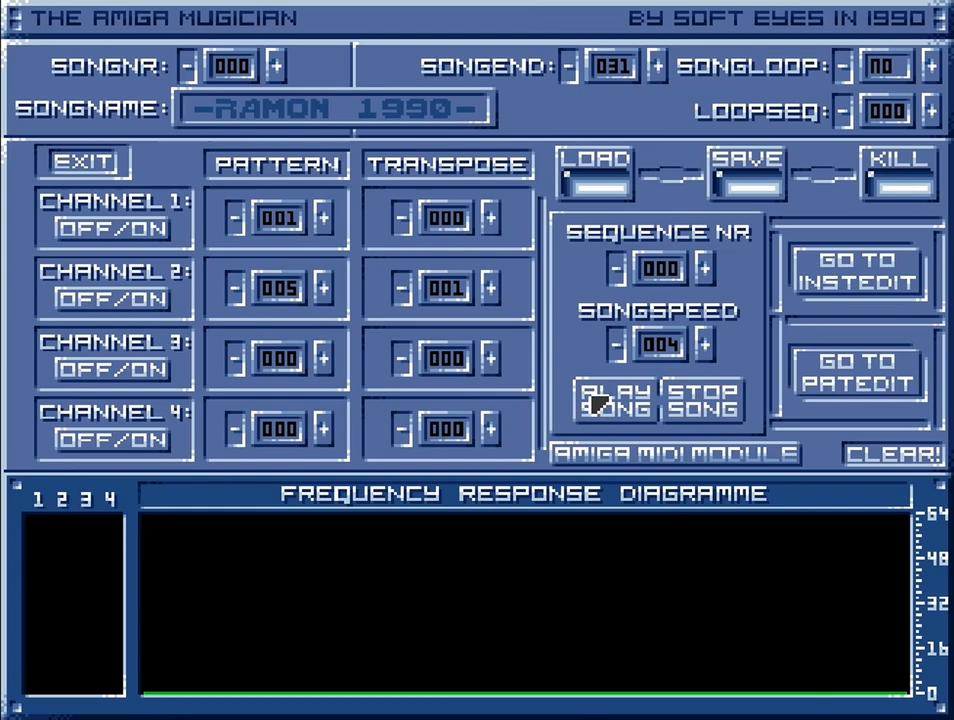 THE AMIGA MUGICIAN BY SOFT EYES IN 1990
SONGNR: - 000 + SONGEND: - 031 + SONGLOOP: - NO +
SONGNAME: -RAMON 1990- LOOPSEQ: - 000 +
EXIT PATTERN TRANSPOSE LOAD SAVE KILL
CHANNEL 1:
OFF/ON - 001 + - 000 +
SEQUENCE NR
- 000 +
CHANNEL 2:
OFF/ON - 005 + - 001 +
GO TO
INSTEDIT
SONGSPEED
- 004 +
CHANNEL 3:
OFF/ON - 000 + - 000 +
GO TO
PATEDIT
PLAY SONG
STOP SONG
CHANNEL 4:
OFF/ON - 000 + - 000 +
AMIGA MIDI MODULE CLEAR!
1 2 3 4 FREQUENCY RESPONSE DIAGRAMME
-64
-48
-32
-16
-0